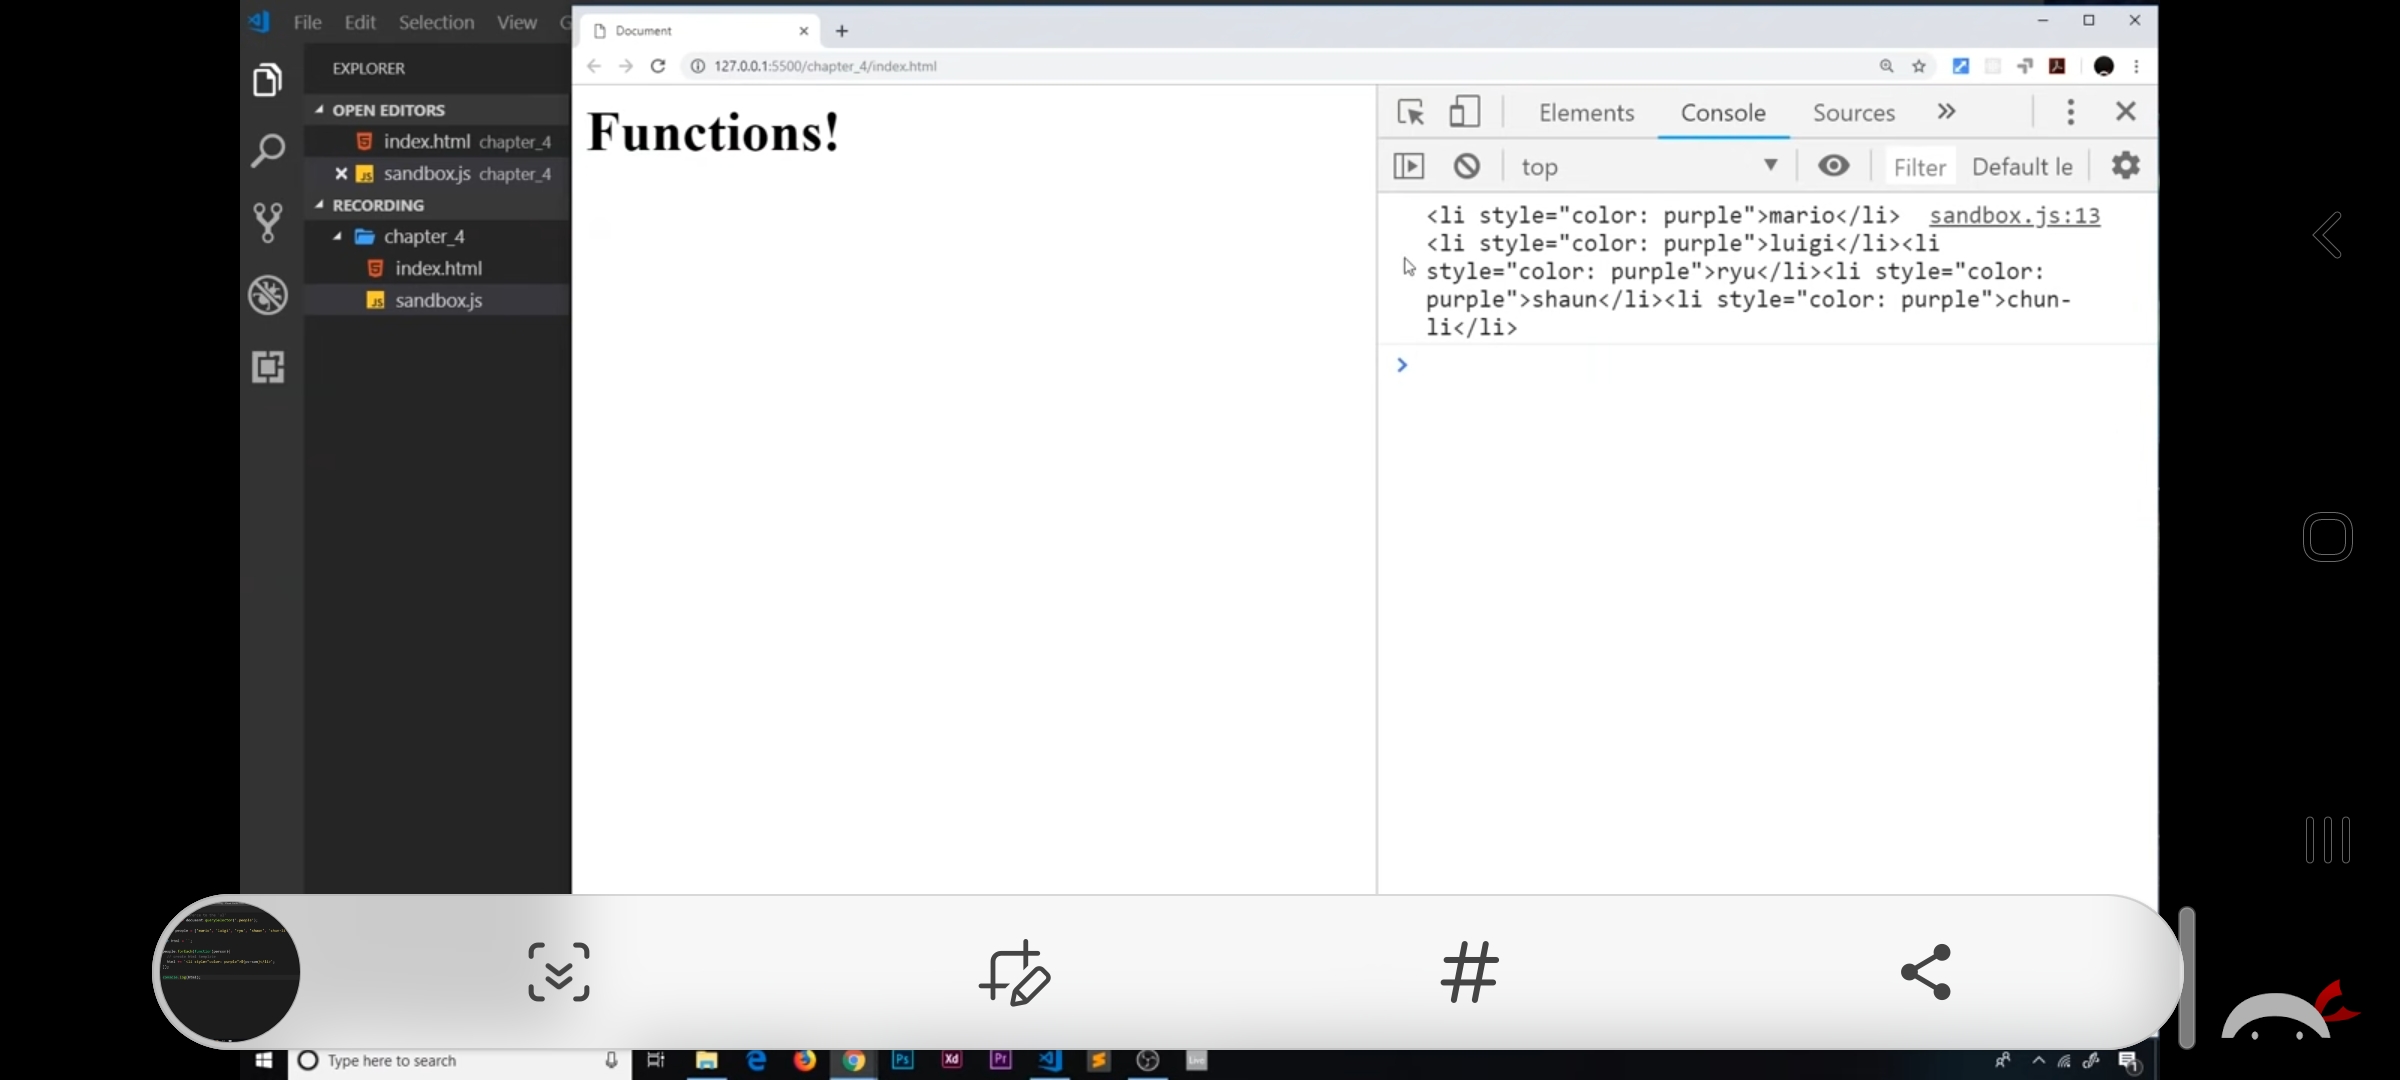 File Edit Selection View G
Document
127.0.0.1:5500/chapter_4/index.html
EXPLORER
OPEN EDITORS
index.html chapter_4
sandbox.js chapter_4
RECORDING
chapter_4
index.html
sandbox.js
Functions!
Elements Console Sources
top Filter Default le
<li style="color: purple">mario</li> sandbox.js:13
<li style="color: purple">luigi</li><li
style="color: purple">ryu</li><li style="color:
purple">shaun</li><li style="color: purple">chun-
li</li>
Type here to search
Ps Xd Pr